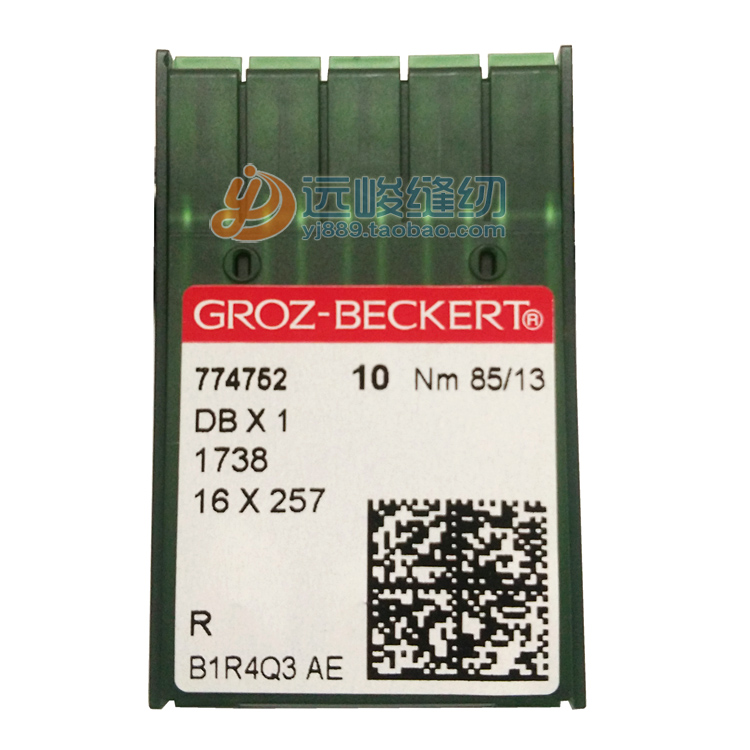 远峻缝纫
yj889.taobao.com
GROZ-BECKERT®
774752 10 Nm 85/13
DB X 1
1738
16 X 257
R
B1R4Q3 AE